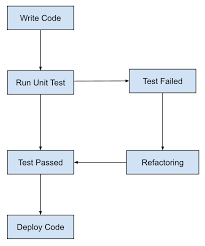 Write Code
Run Unit Test
Test Failed
Test Passed
Refactoring
Deploy Code